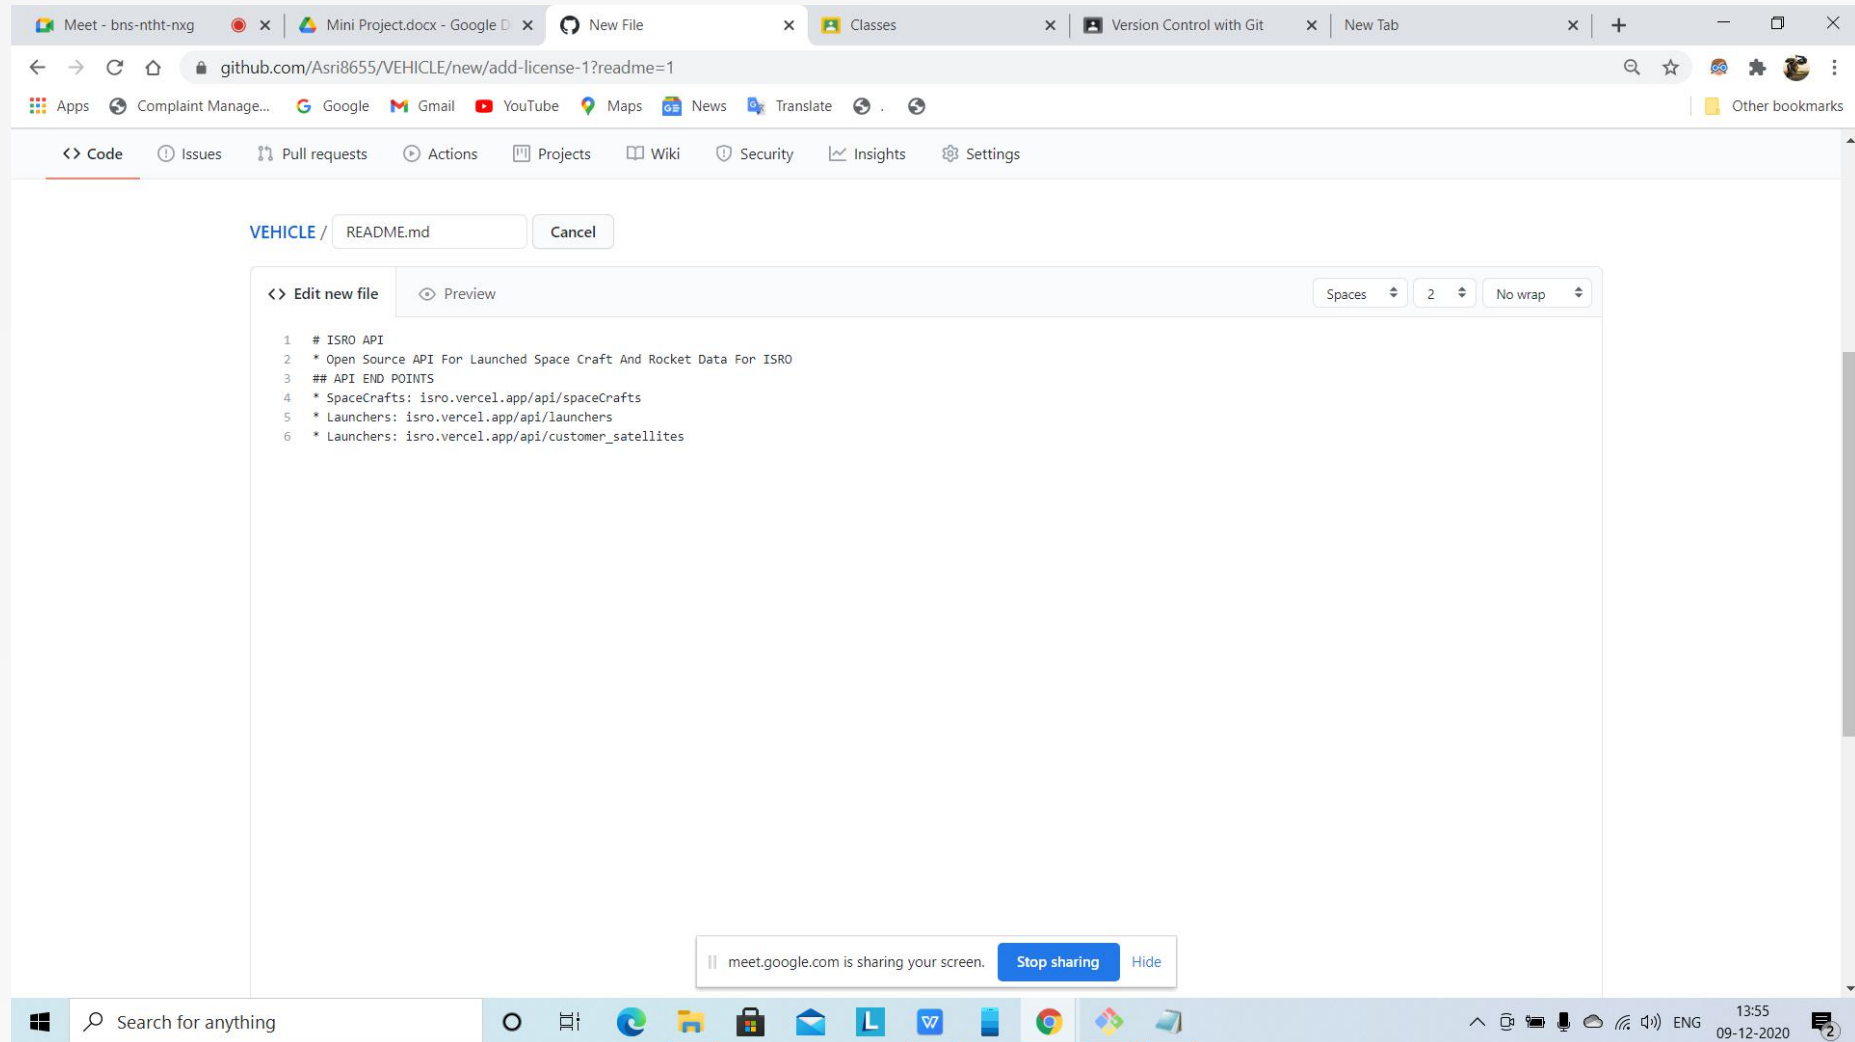 Meet - bns-ntht-nxg
Mini Project.docx - Google D
New File
Classes
Version Control with Git
New Tab
github.com/Asri8655/VEHICLE/new/add-license-1?readme=1
Apps
Complaint Manage...
Google
Gmail
YouTube
Maps
News
Translate
.
Other bookmarks
Code
Issues
Pull requests
Actions
Projects
Wiki
Security
Insights
Settings
VEHICLE / README.md
Cancel
<> Edit new file
Preview
Spaces
2
No wrap
1 # ISRO API
2 * Open Source API For Launched Space Craft And Rocket Data For ISRO
3 ## API END POINTS
4 * SpaceCrafts: isro.vercel.app/api/spaceCrafts
5 * Launchers: isro.vercel.app/api/launchers
6 * Launchers: isro.vercel.app/api/customer_satellites
meet.google.com is sharing your screen.
Stop sharing
Hide
Search for anything
L
W
ENG
13:55
09-12-2020
2